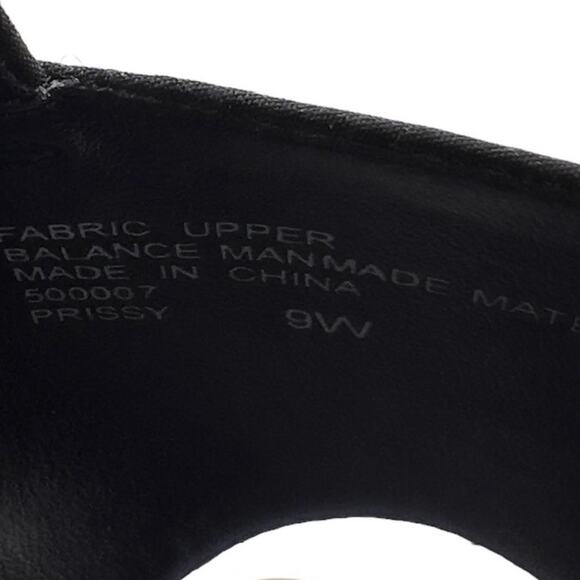 FABRIC UPPER
BALANCE MANMADE MATE
MADE IN CHINA
500007
PRISSY 9W